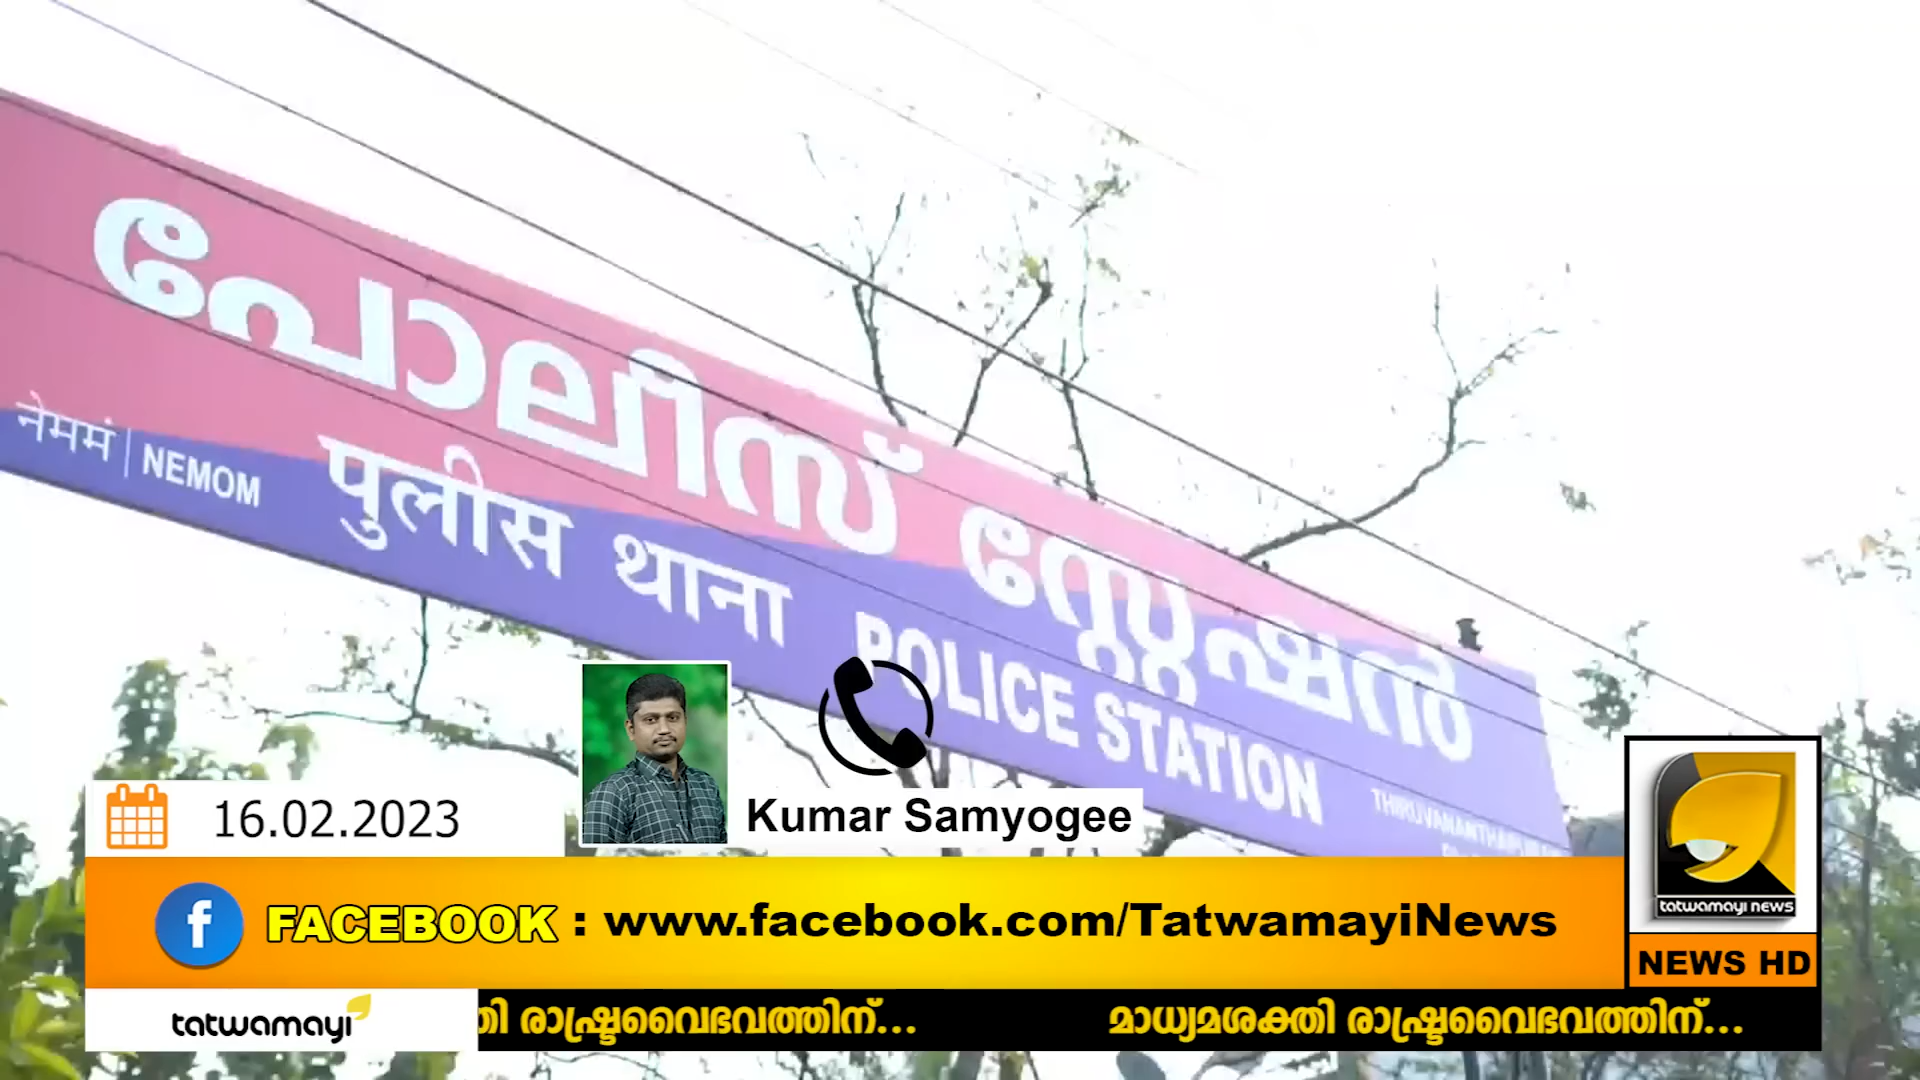 പോലീസ് സ്റ്റേഷൻ
नेममं | NEMOM
पुलीस थाना
POLICE STATION
THIRUVANANTHAPURAM
Kumar Samyogee
16.02.2023
FACEBOOK : www.facebook.com/TatwamayiNews
tatwamayi news
NEWS HD
tatwamayi
തി രാഷ്ട്രവൈഭവത്തിന്... മാധ്യമശക്തി രാഷ്ട്രവൈഭവത്തിന്...